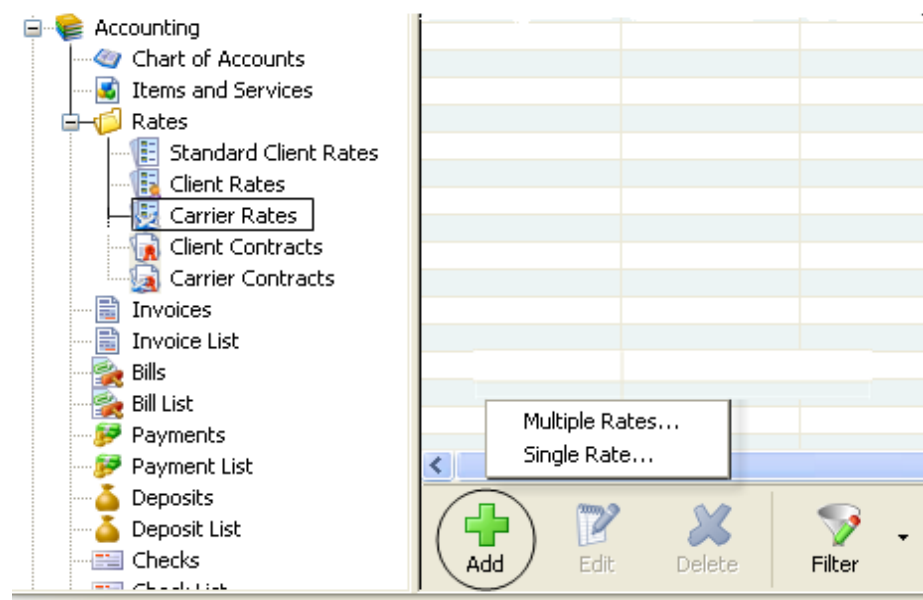 Accounting
Chart of Accounts
Items and Services
Rates
Standard Client Rates
Client Rates
Carrier Rates
Client Contracts
Carrier Contracts
Invoices
Invoice List
Bills
Bill List
Payments
Payment List
Deposits
Deposit List
Checks
Check List
Multiple Rates...
Single Rate...
Add
Edit
Delete
Filter